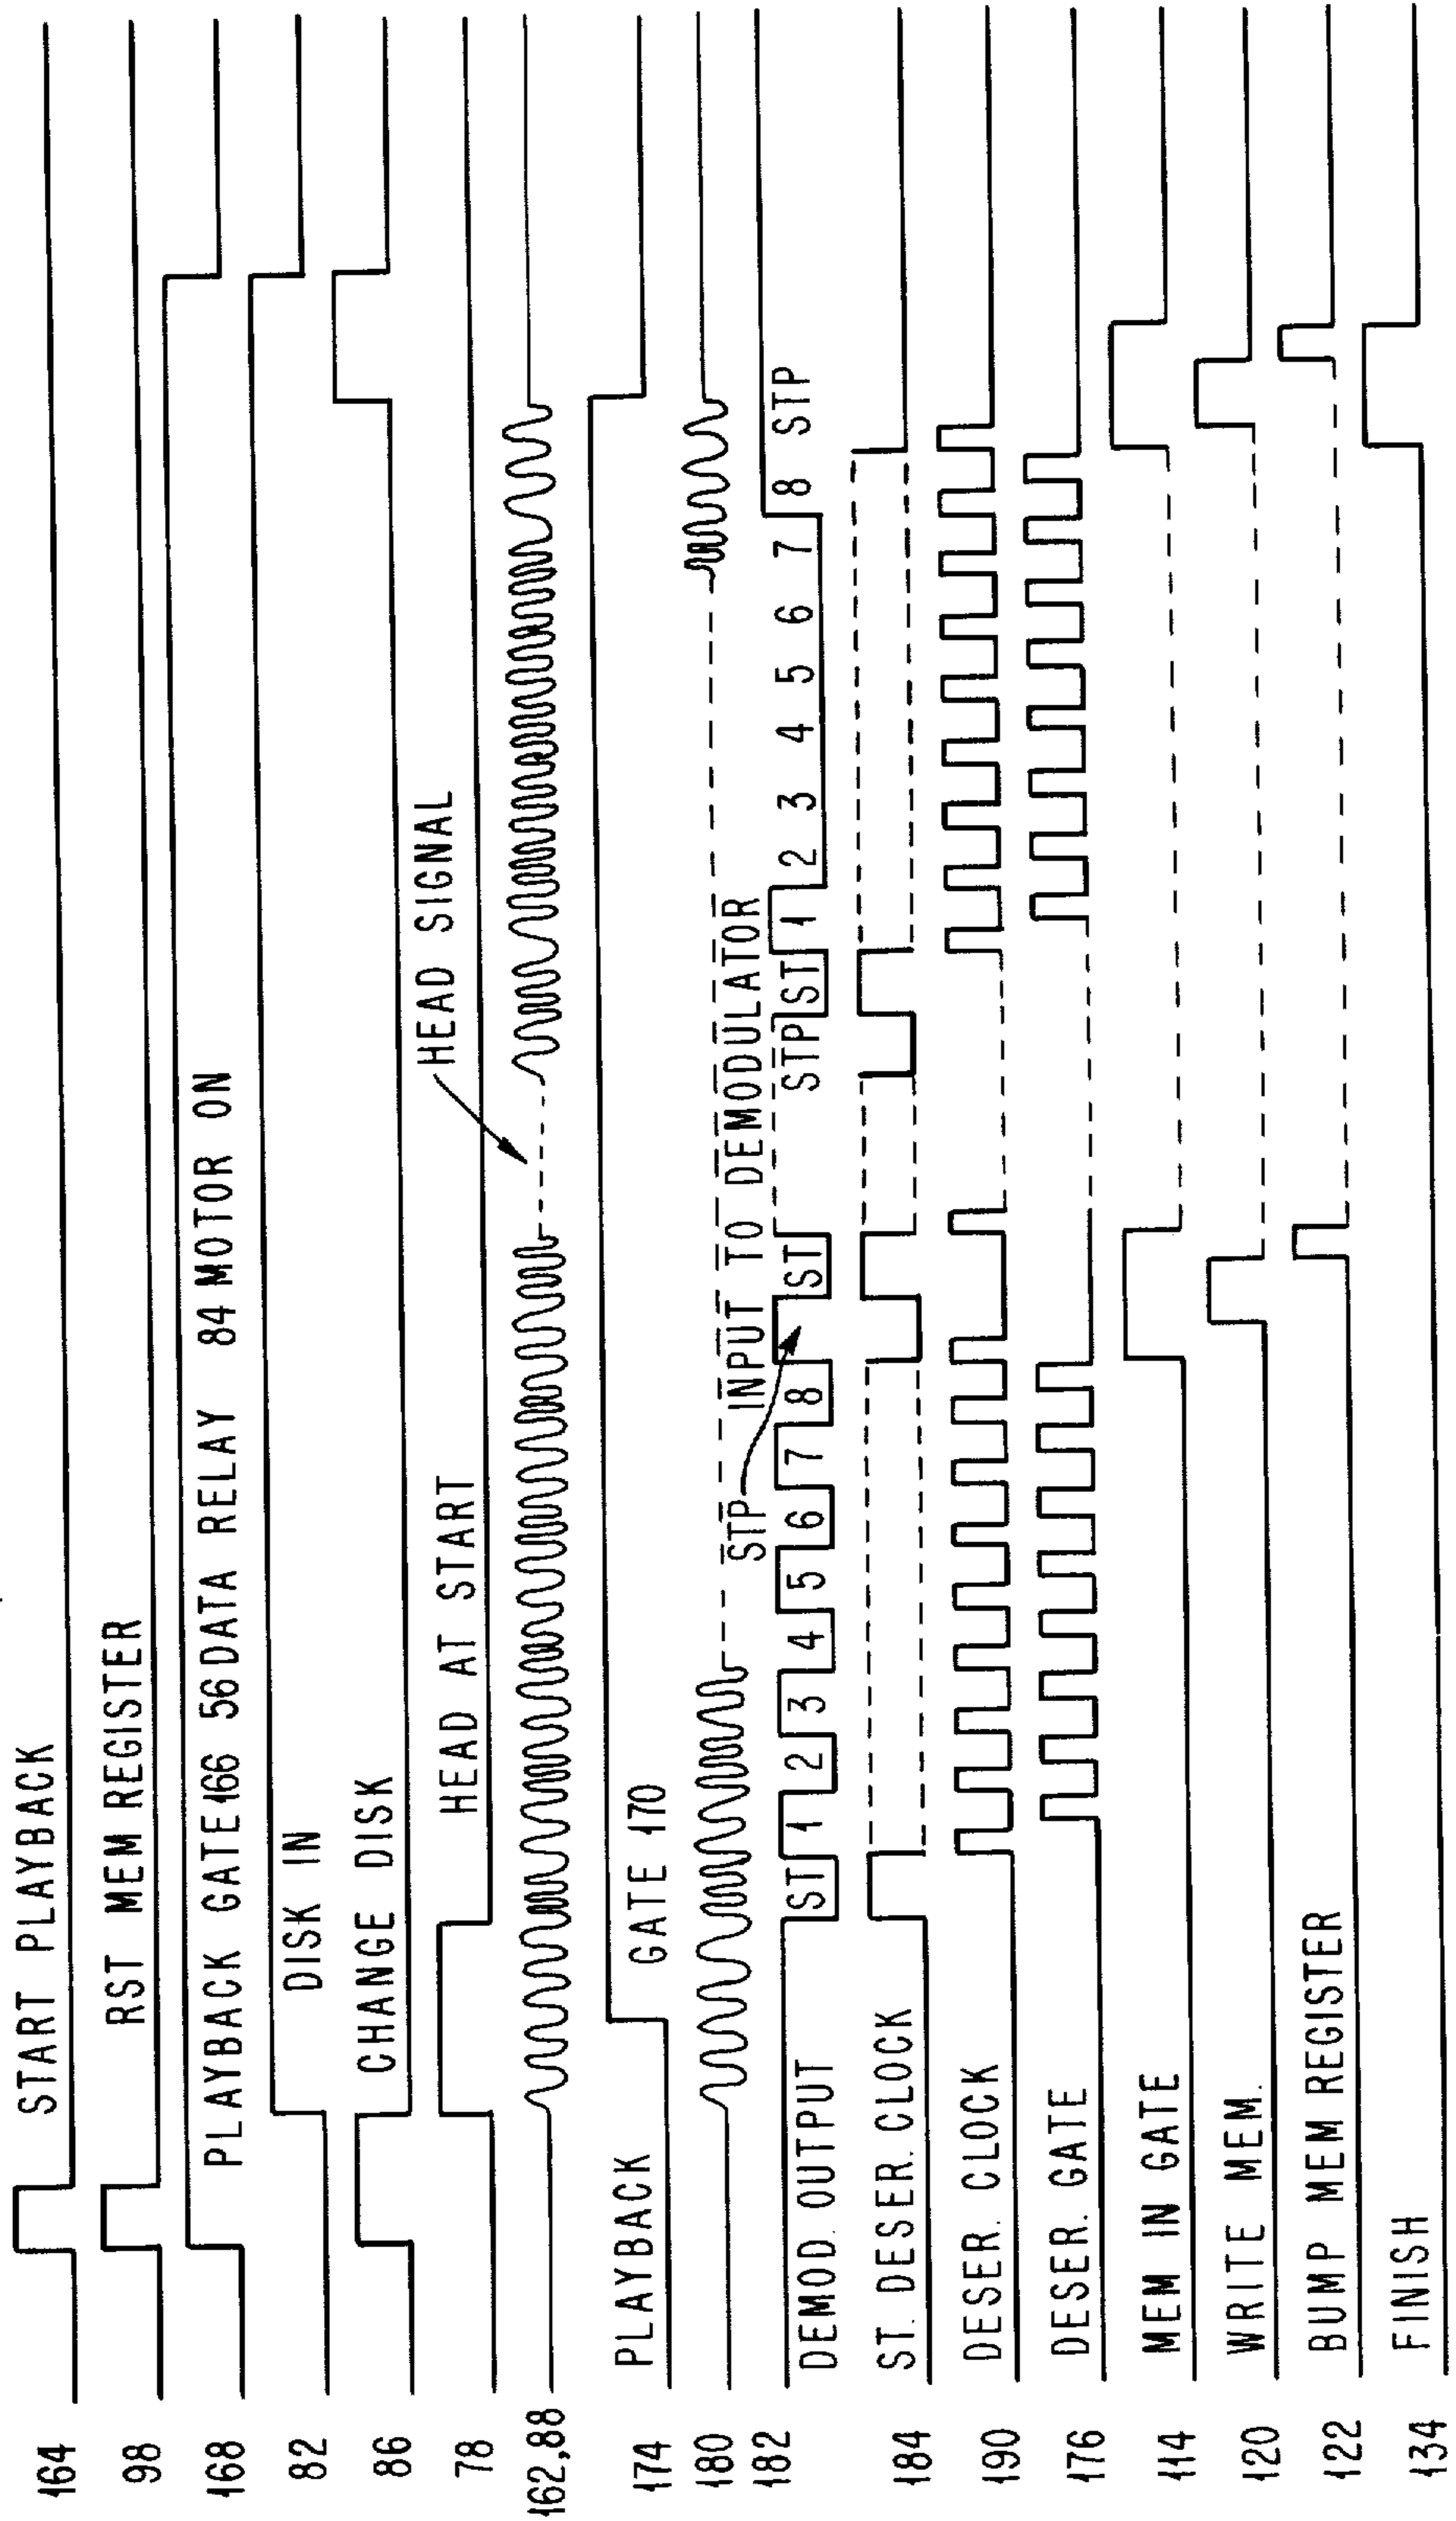 164 START PLAYBACK
98 RST MEM REGISTER
168 PLAYBACK GATE 166 56 DATA RELAY 84 MOTOR ON
82 DISK IN
86 CHANGE DISK
78 HEAD AT START
162,88 HEAD SIGNAL
174 PLAYBACK GATE 170
180 INPUT TO DEMODULATOR
182 DEMOD. OUTPUT ST 1 2 3 4 5 6 7 8 STP ST STP ST 1 2 3 4 5 6 7 8 STP
184 ST. DESER. CLOCK
190 DESER. CLOCK
176 DESER. GATE
114 MEM IN GATE
120 WRITE MEM.
122 BUMP MEM REGISTER
134 FINISH